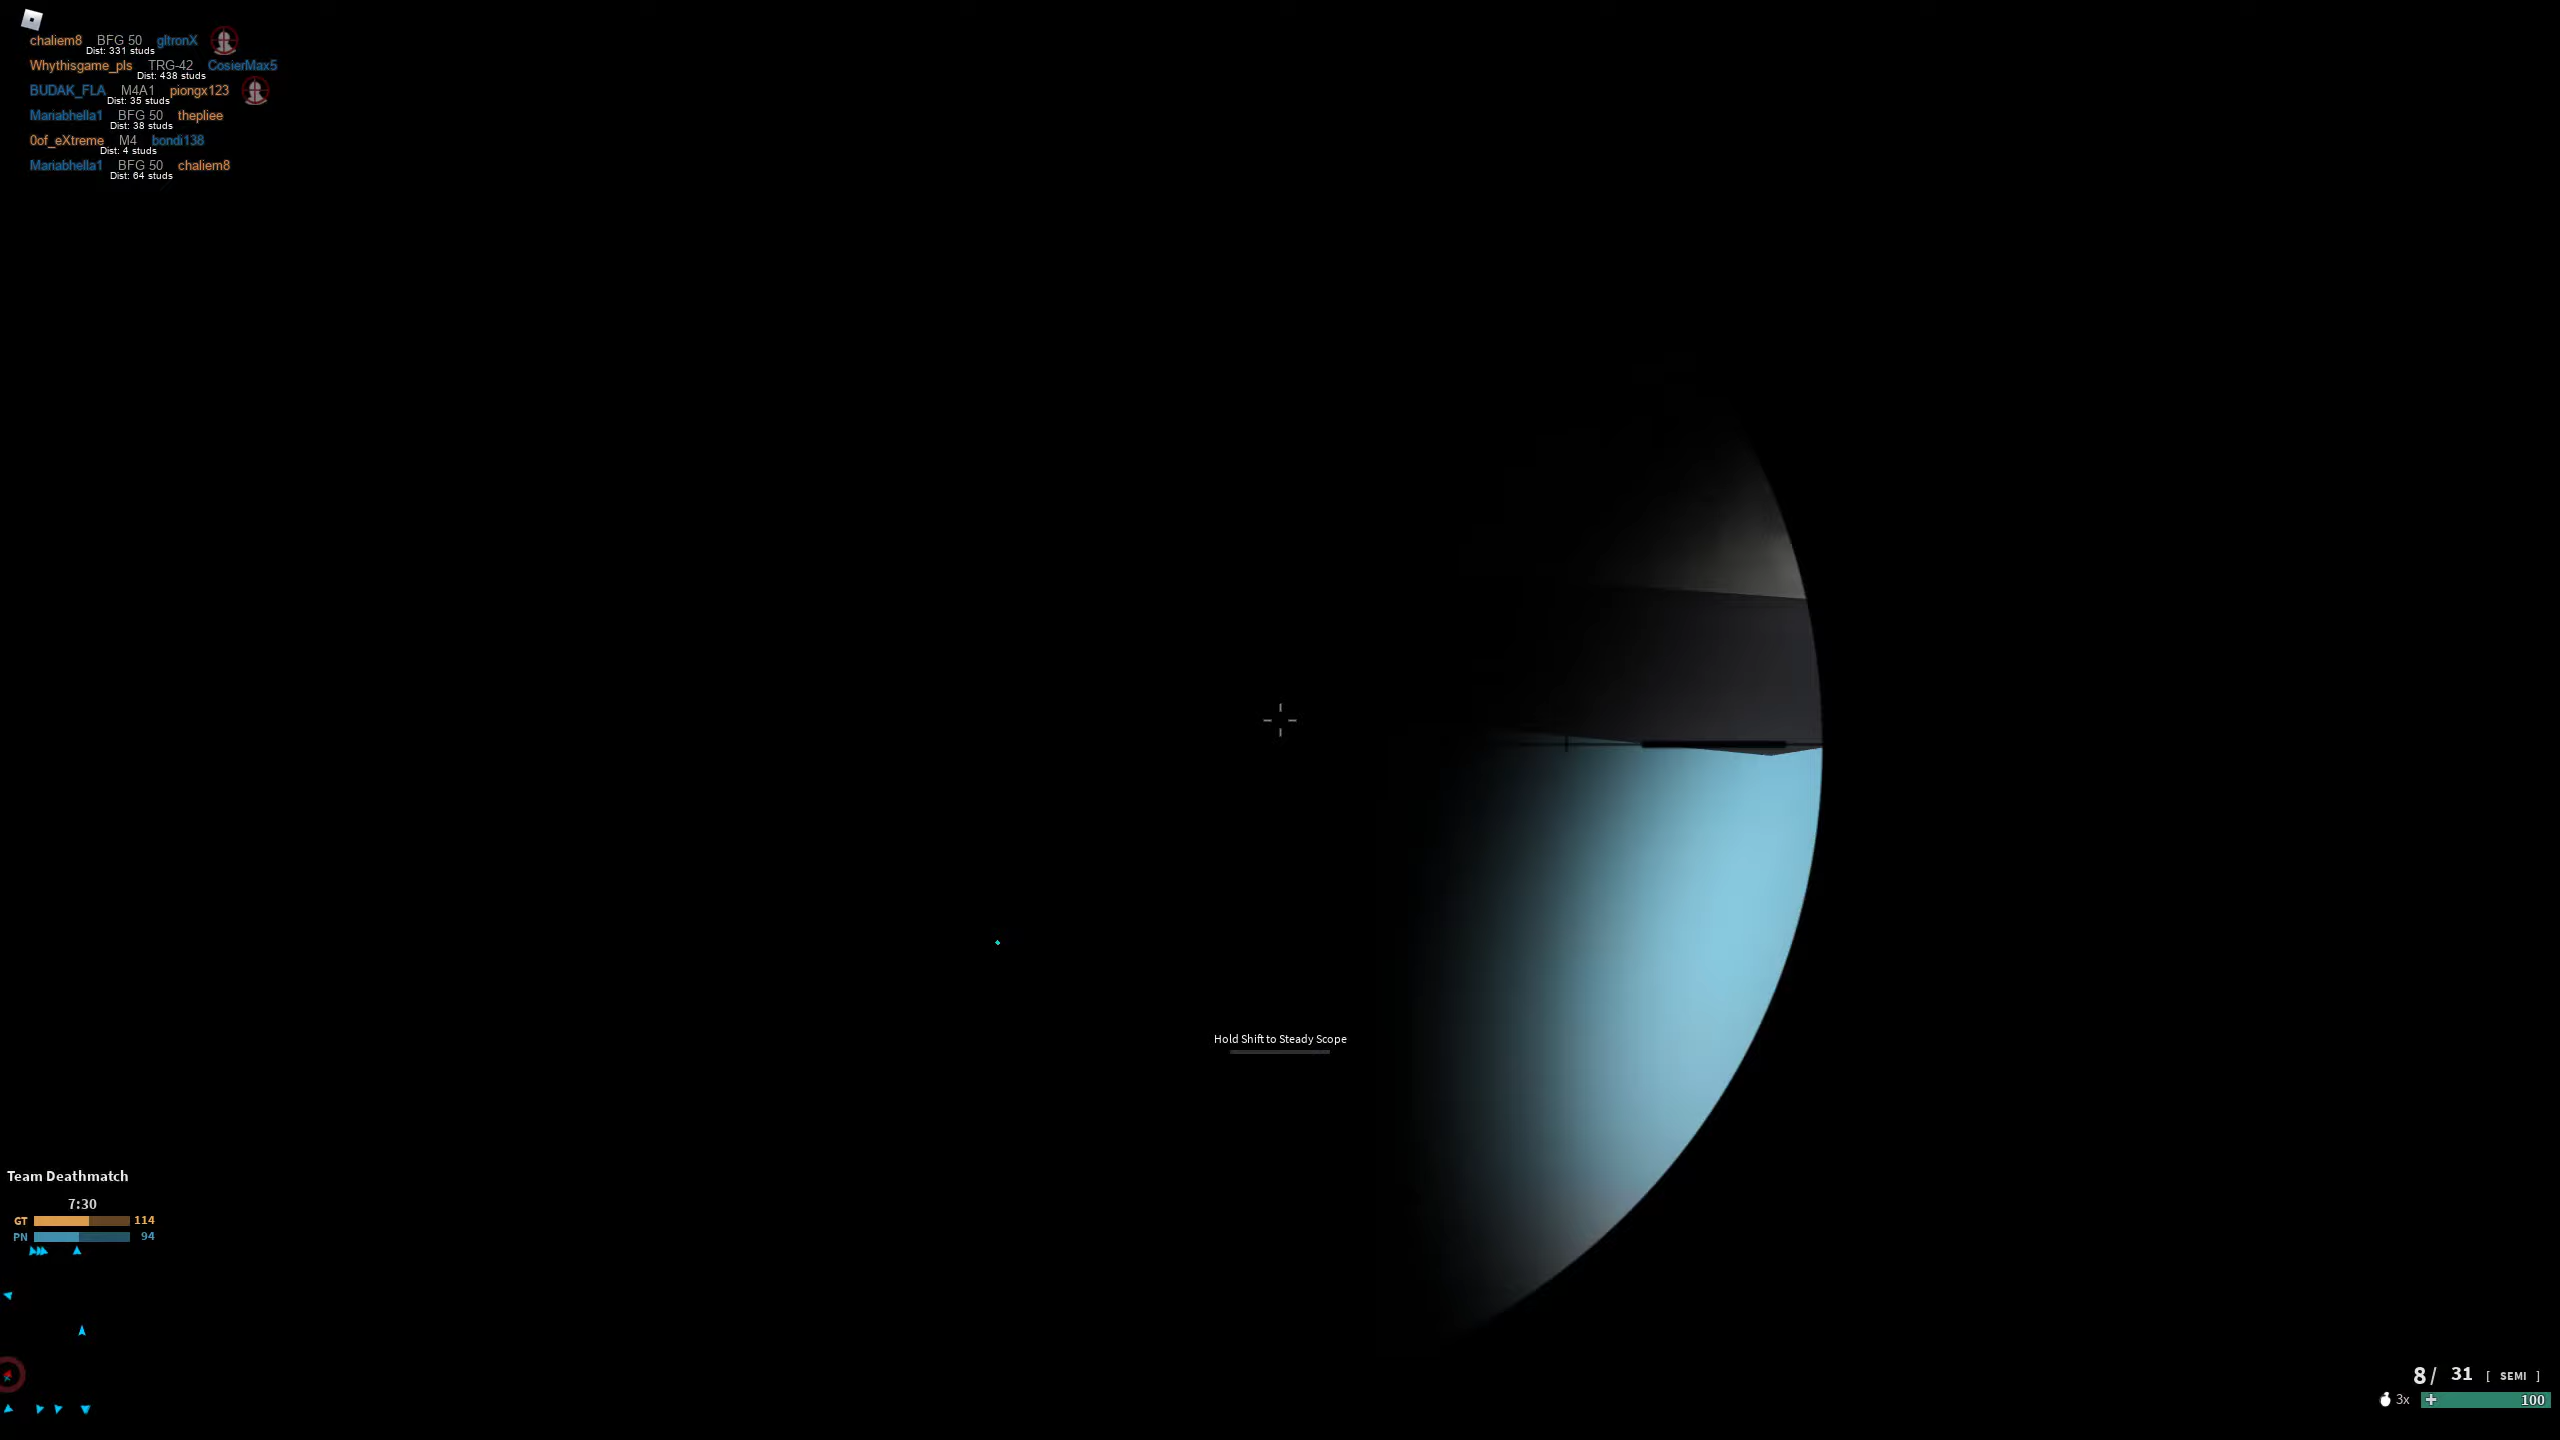 chaliem8 BFG 50 gltronX
Dist: 331 studs
Whythisgame_pls TRG-42 CosierMax5
Dist: 438 studs
BUDAK_FLA M4A1 piongx123
Dist: 35 studs
Mariabhella1 BFG 50 thepliee
Dist: 38 studs
0of_eXtreme M4 bondi138
Dist: 4 studs
Mariabhella1 BFG 50 chaliem8
Dist: 64 studs
Hold Shift to Steady Scope
Team Deathmatch
7:30
GT 114
PN 94
8/ 31 [ SEMI ]
3x 100